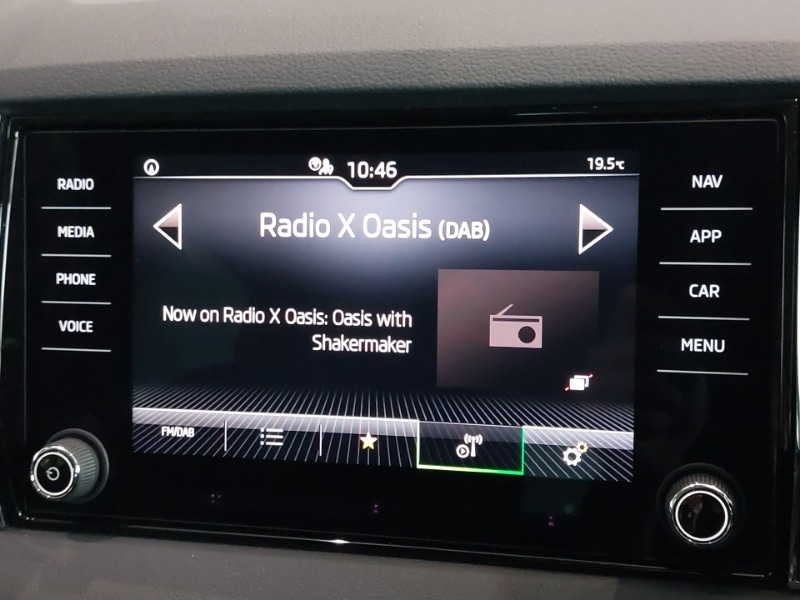 10:46
19.5°C
RADIO
MEDIA
PHONE
VOICE
Radio X Oasis (DAB)
Now on Radio X Oasis: Oasis with
Shakermaker
FM/DAB
NAV
APP
CAR
MENU